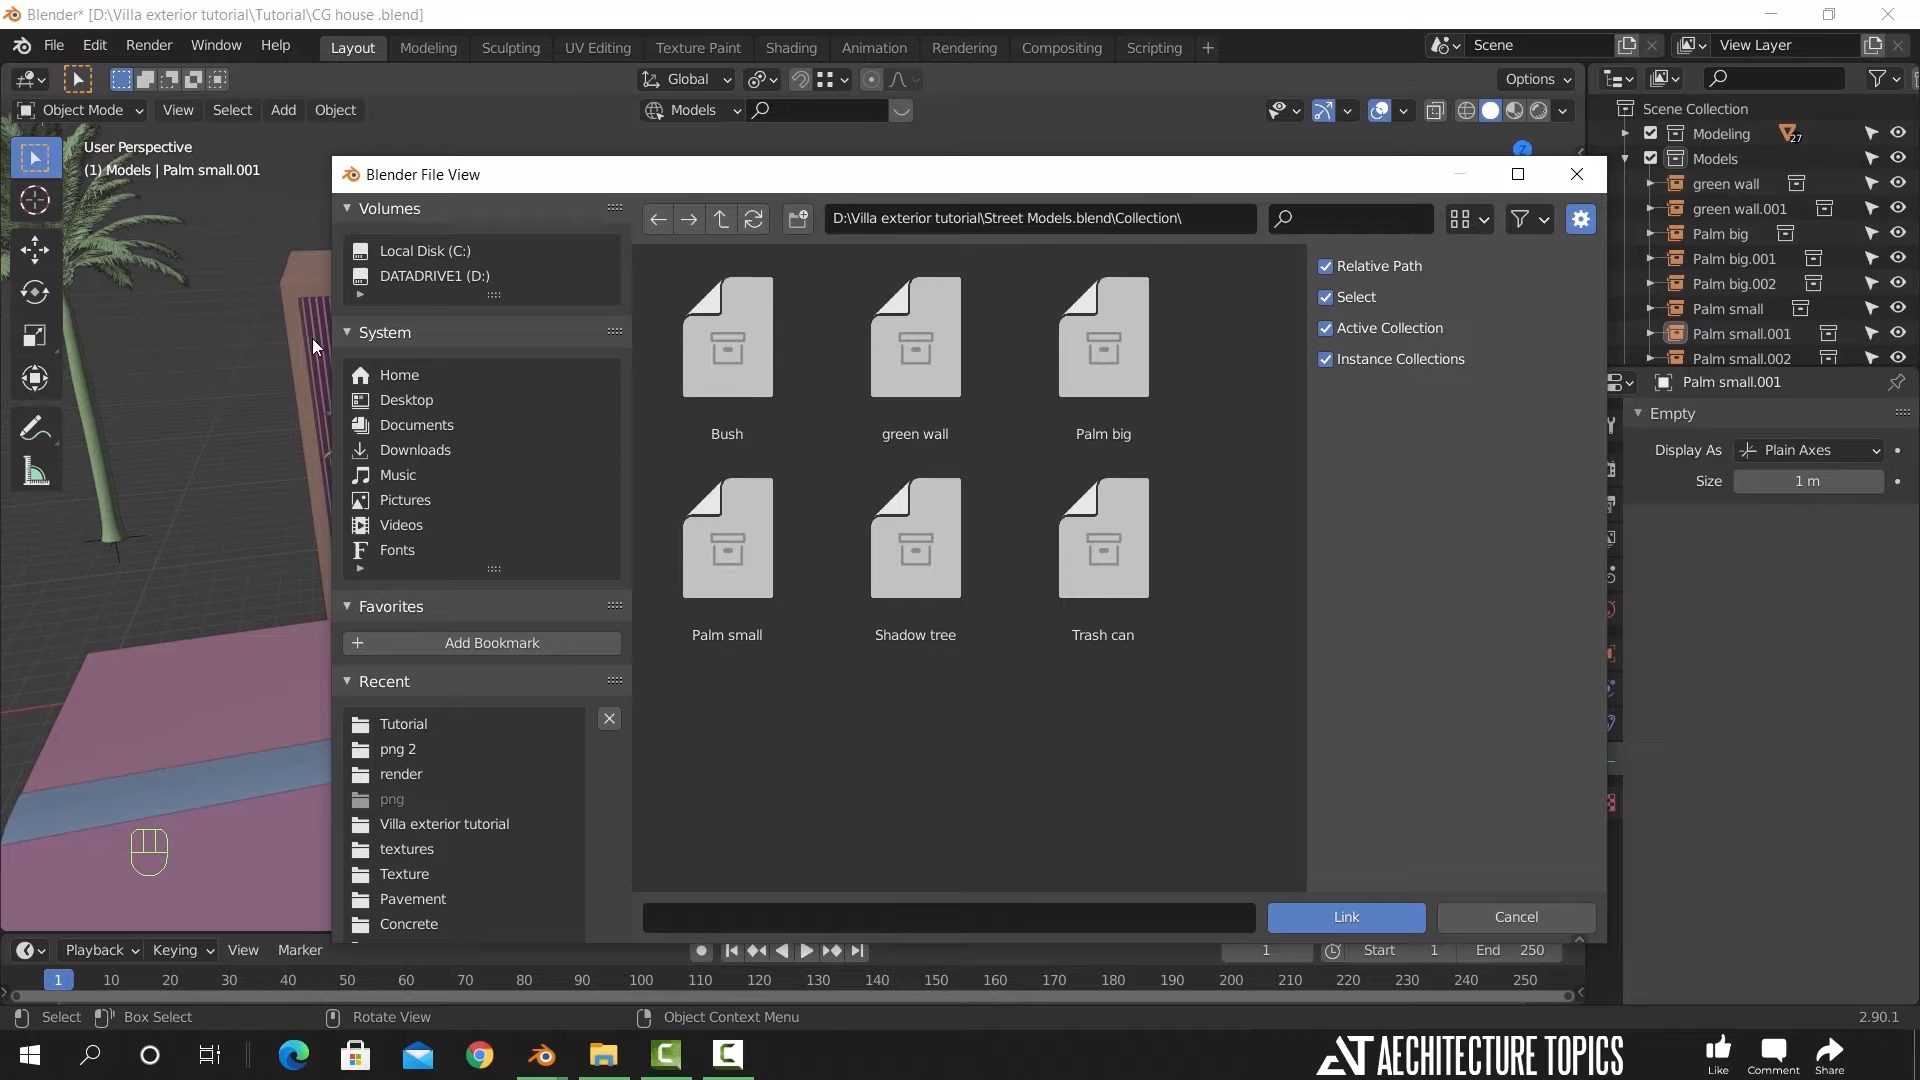 Blender* [D:\Villa exterior tutorial\Tutorial\CG house .blend]
File Edit Render Window Help Layout Modeling Sculpting UV Editing Texture Paint Shading Animation Rendering Compositing Scripting + Scene View Layer
Global Options
Object Mode View Select Add Object Models
User Perspective
(1) Models | Palm small.001
Scene Collection
Modeling 27
Models
green wall
green wall.001
Palm big
Palm big.001
Palm big.002
Palm small
Palm small.001
Palm small.002
Palm small.001
Empty
Display As Plain Axes
Size 1 m
Blender File View
Volumes
Local Disk (C:)
DATADRIVE1 (D:)
System
Home
Desktop
Documents
Downloads
Music
Pictures
Videos
Fonts
Favorites
Add Bookmark
Recent
Tutorial
png 2
render
png
Villa exterior tutorial
textures
Texture
Pavement
Concrete
D:\Villa exterior tutorial\Street Models.blend\Collection\
Bush green wall Palm big
Palm small Shadow tree Trash can
Relative Path
Select
Active Collection
Instance Collections
Link Cancel
Playback Keying View Marker 1 Start 1 End 250
1 10 20 30 40 50 60 70 80 90 100 110 120 130 140 150 160 170 180 190 200 210 220 230 240 250
Select Box Select Rotate View Object Context Menu 2.90.1
AT AECHITECTURE TOPICS
Like Comment Share